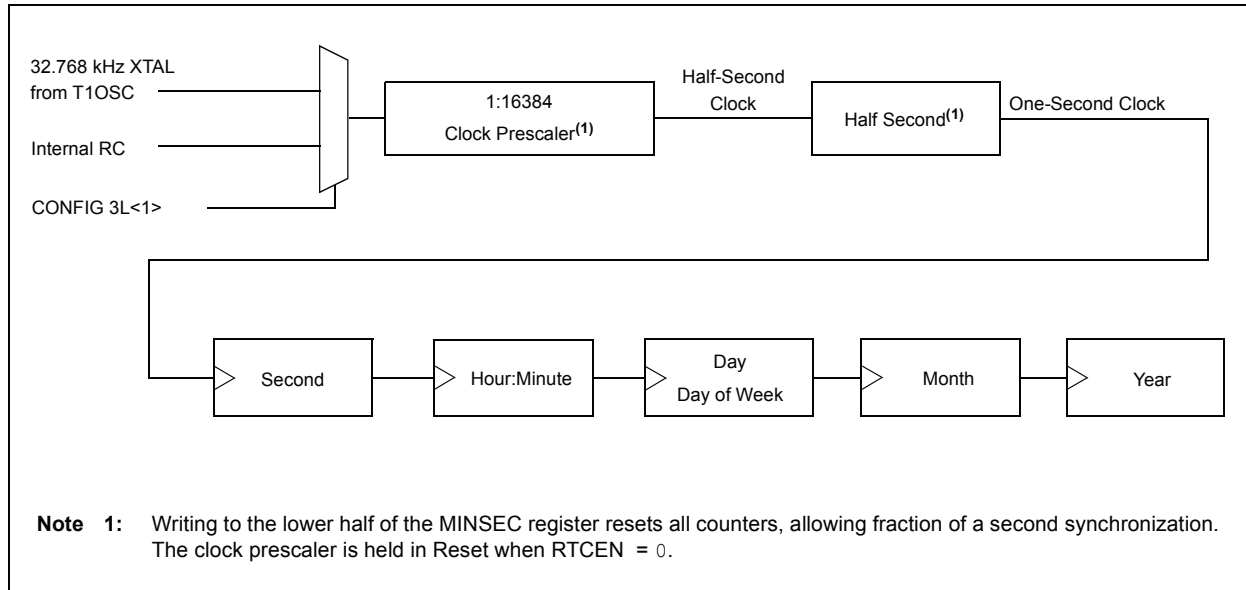 32.768 kHz XTAL
from T1OSC
Internal RC
CONFIG 3L<1>
1:16384
Clock Prescaler(1)
Half-Second
Clock
Half Second(1)
One-Second Clock
Second
Hour:Minute
Day
Day of Week
Month
Year
Note 1: Writing to the lower half of the MINSEC register resets all counters, allowing fraction of a second synchronization.
The clock prescaler is held in Reset when RTCEN = 0.